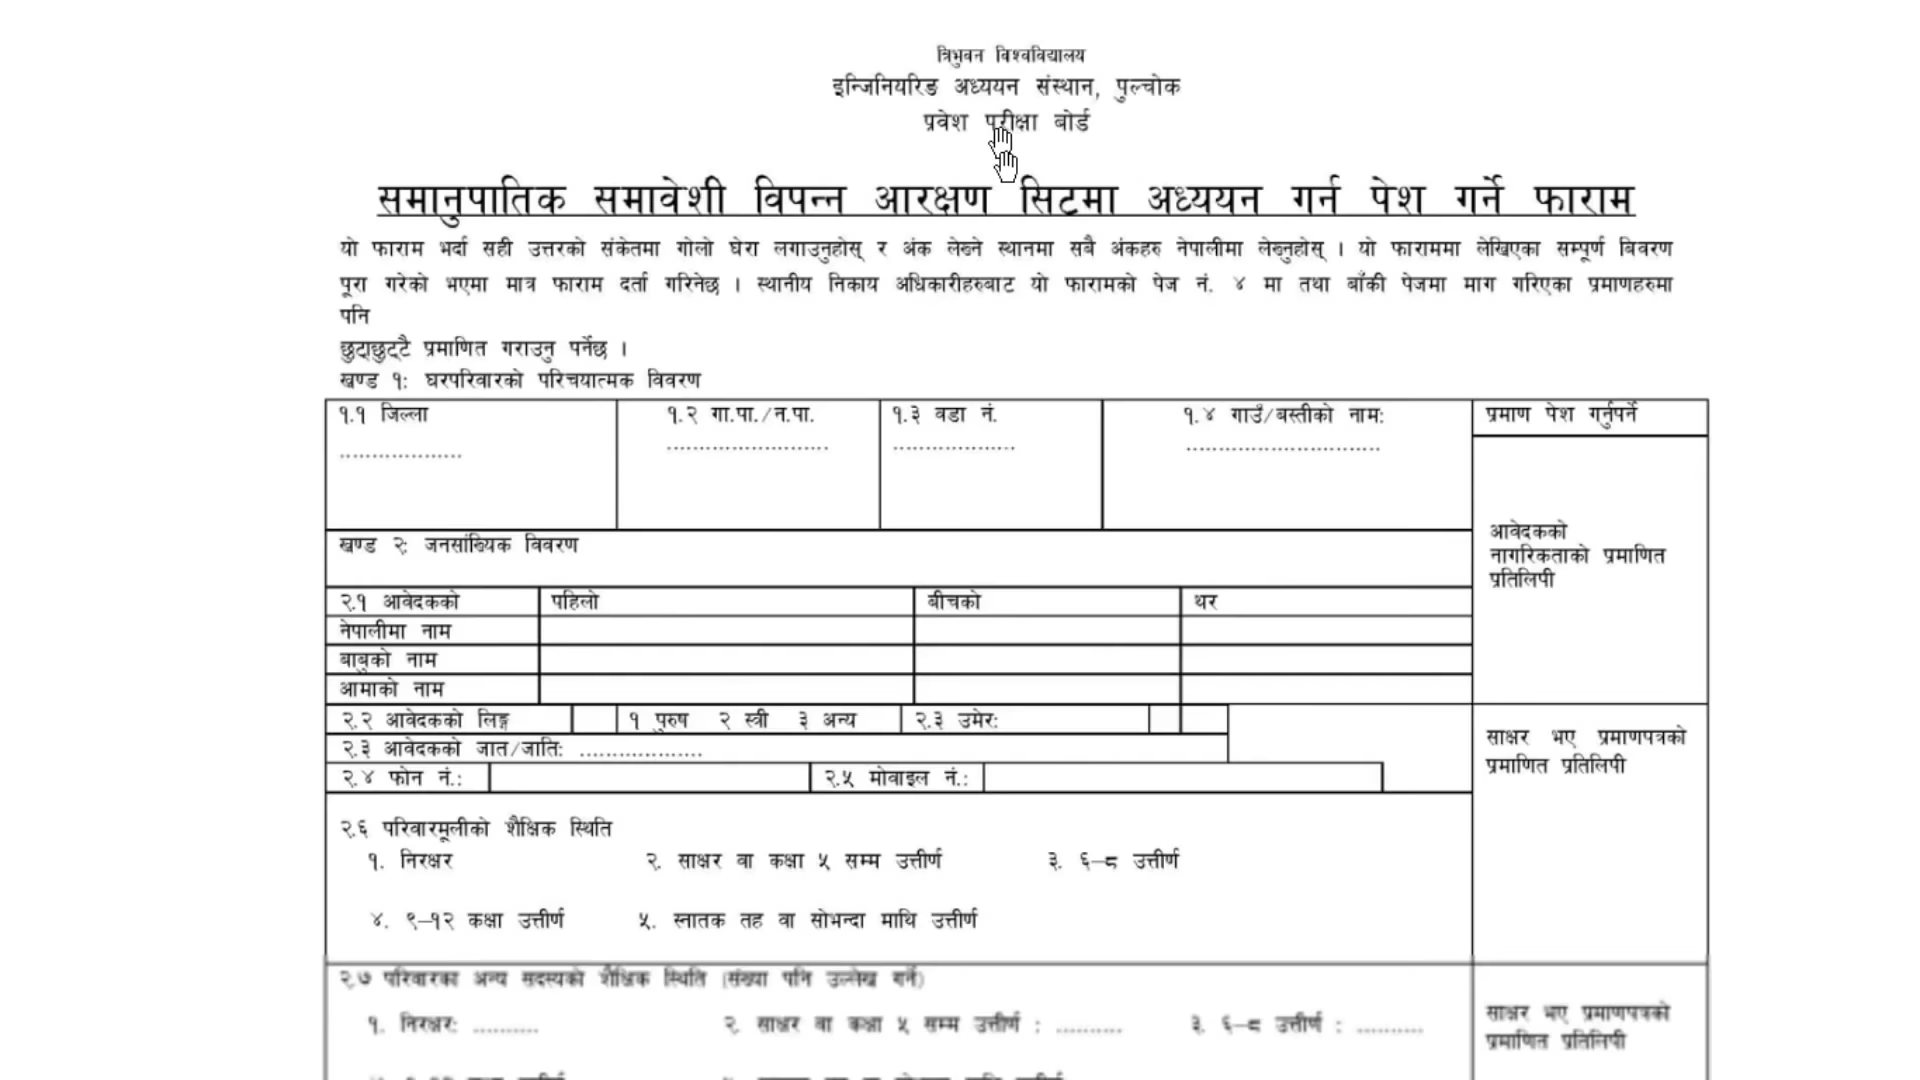 त्रिभुवन विश्वविद्यालय
इन्जिनियरिङ अध्ययन संस्थान, पुल्चोक
प्रवेश परीक्षा बोर्ड
समानुपातिक समावेशी विपन्न आरक्षण सिटमा अध्ययन गर्न पेश गर्ने फाराम
यो फाराम भर्दा सही उत्तरको संकेतमा गोलो घेरा लगाउनुहोस् र अंक लेख्ने स्थानमा सबै अंकहरु नेपालीमा लेख्नुहोस् । यो फाराममा लेखिएका सम्पूर्ण बिवरण
पूरा गरेको भएमा मात्र फाराम दर्ता गरिनेछ । स्थानीय निकाय अधिकारीहरुबाट यो फारामको पेज नं. ४ मा तथा बाँकी पेजमा माग गरिएका प्रमाणहरुमा
पनि
छुट्टाछुट्टै प्रमाणित गराउनु पर्नेछ ।
खण्ड १: घरपरिवारको परिचयात्मक विवरण
१.१ जिल्ला १.२ गा.पा./न.पा. १.३ वडा नं. १.४ गाउँ/बस्तीको नाम: प्रमाण पेश गर्नुपर्ने
................... ......................... ................... ..............................
आवेदकको
नागरिकताको प्रमाणित
प्रतिलिपी
खण्ड २: जनसांख्यिक विवरण
२.१ आवेदकको पहिलो बीचको थर
नेपालीमा नाम
बाबुको नाम
आमाको नाम
२.२ आवेदकको लिङ्ग १ पुरुष २ स्त्री ३ अन्य २.३ उमेर:
२.३ आवेदकको जात/जाति: ...................
२.४ फोन नं.: २.५ मोवाइल नं.:
साक्षर भए प्रमाणपत्रको
प्रमाणित प्रतिलिपी
२.६ परिवारमूलीको शैक्षिक स्थिति
१. निरक्षर २. साक्षर वा कक्षा ५ सम्म उत्तीर्ण ३. ६–८ उत्तीर्ण
४. ९–१२ कक्षा उत्तीर्ण ५. स्नातक तह वा सोभन्दा माथि उत्तीर्ण
२.७ परिवारका अन्य सदस्यको शैक्षिक स्थिति (संख्या पनि उल्लेख गर्ने)
१. निरक्षर: .......... २. साक्षर वा कक्षा ५ सम्म उत्तीर्ण : .......... ३. ६–८ उत्तीर्ण : ..........
साक्षर भए प्रमाणपत्रको
प्रमाणित प्रतिलिपी